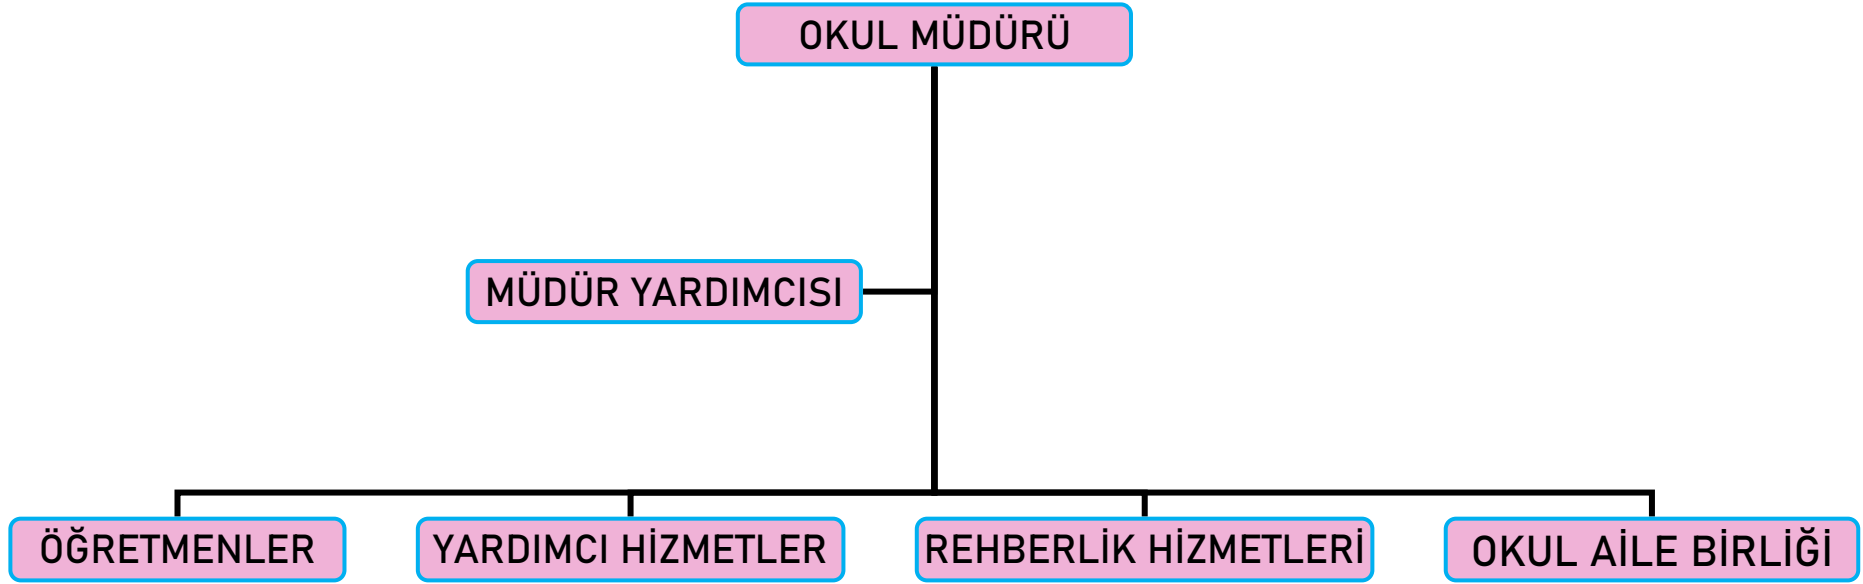 OKUL MÜDÜRÜ
MÜDÜR YARDIMCISI
ÖĞRETMENLER
YARDIMCI HİZMETLER
REHBERLİK HİZMETLERİ
OKUL AİLE BİRLİĞİ